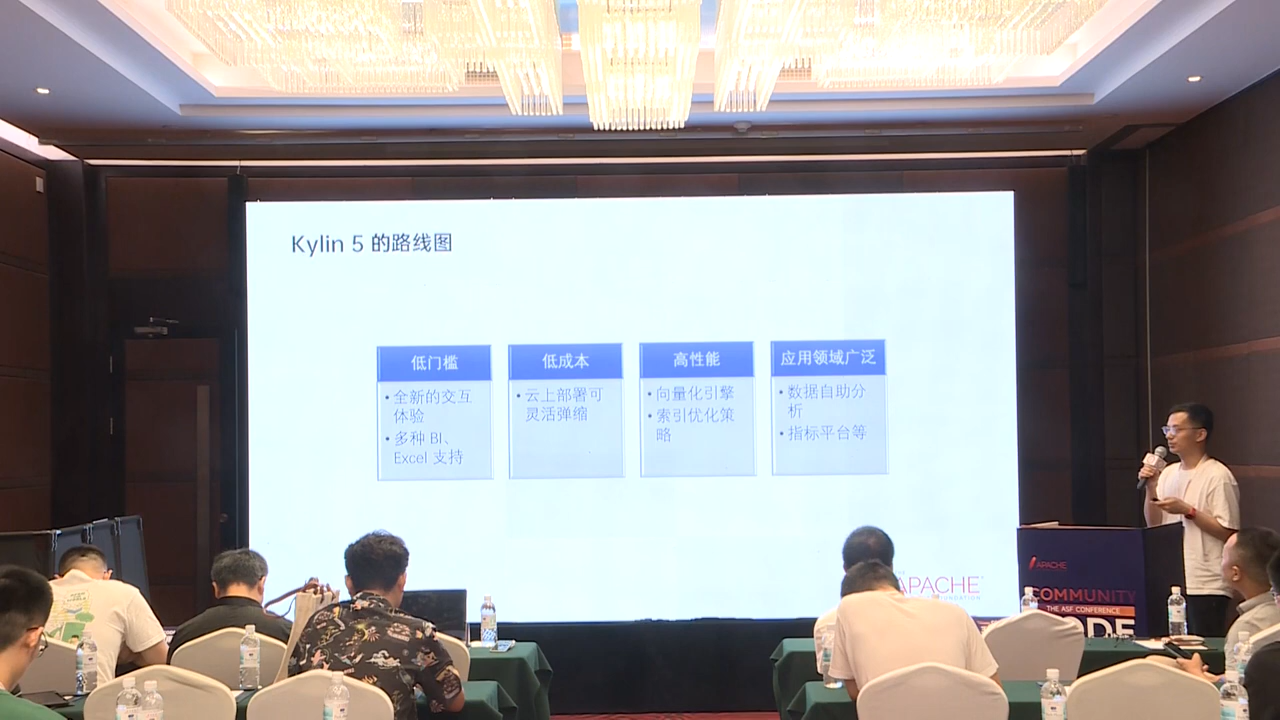 Kylin 5 的路线图
低门槛
• 全新的交互
体验
• 多种 BI、
Excel 支持
低成本
• 云上部署可
灵活弹缩
高性能
• 向量化引擎
• 索引优化策
略
应用领域广泛
• 数据自助分
析
• 指标平台等
APACHE
APACHE
COMMUNITY
THE ASF CONFERENCE